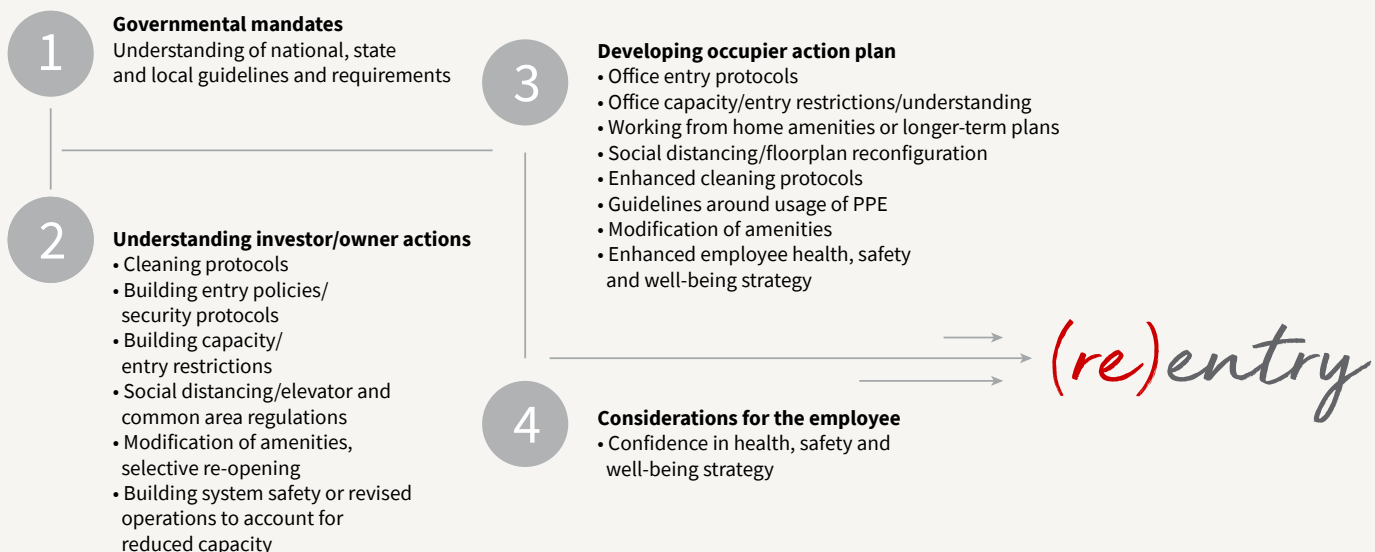 1
Governmental mandates
Understanding of national, state
and local guidelines and requirements
2
Understanding investor/owner actions
• Cleaning protocols
• Building entry policies/
security protocols
• Building capacity/
entry restrictions
• Social distancing/elevator and
common area regulations
• Modification of amenities,
selective re-opening
• Building system safety or revised
operations to account for
reduced capacity
3
Developing occupier action plan
• Office entry protocols
• Office capacity/entry restrictions/understanding
• Working from home amenities or longer-term plans
• Social distancing/floorplan reconfiguration
• Enhanced cleaning protocols
• Guidelines around usage of PPE
• Modification of amenities
• Enhanced employee health, safety
and well-being strategy
4
Considerations for the employee
• Confidence in health, safety and
well-being strategy
(re)entry